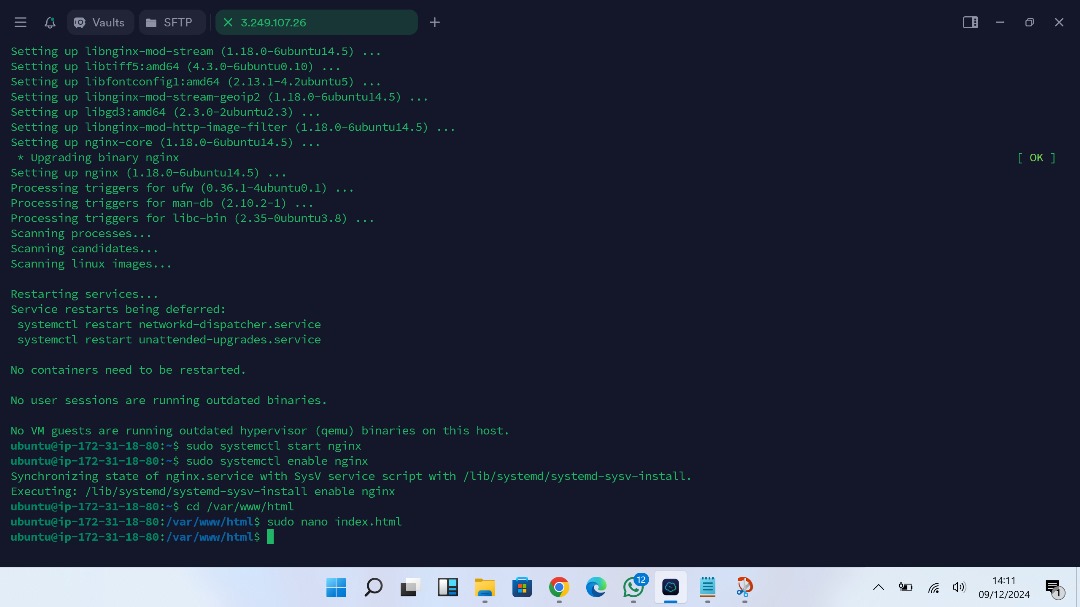 Vaults SFTP 3.249.107.26
Setting up libnginx-mod-stream (1.18.0-6ubuntu14.5) ...
Setting up libtiff5:amd64 (4.3.0-6ubuntu0.10) ...
Setting up libfontconfig1:amd64 (2.13.1-4.2ubuntu5) ...
Setting up libnginx-mod-stream-geoip2 (1.18.0-6ubuntu14.5) ...
Setting up libgd3:amd64 (2.3.0-2ubuntu2.3) ...
Setting up libnginx-mod-http-image-filter (1.18.0-6ubuntu14.5) ...
Setting up nginx-core (1.18.0-6ubuntu14.5) ...
* Upgrading binary nginx [ OK ]
Setting up nginx (1.18.0-6ubuntu14.5) ...
Processing triggers for ufw (0.36.1-4ubuntu0.1) ...
Processing triggers for man-db (2.10.2-1) ...
Processing triggers for libc-bin (2.35-0ubuntu3.8) ...
Scanning processes...
Scanning candidates...
Scanning linux images...
Restarting services...
Service restarts being deferred:
systemctl restart networkd-dispatcher.service
systemctl restart unattended-upgrades.service
No containers need to be restarted.
No user sessions are running outdated binaries.
No VM guests are running outdated hypervisor (qemu) binaries on this host.
ubuntu@ip-172-31-18-80:~$ sudo systemctl start nginx
ubuntu@ip-172-31-18-80:~$ sudo systemctl enable nginx
Synchronizing state of nginx.service with SysV service script with /lib/systemd/systemd-sysv-install.
Executing: /lib/systemd/systemd-sysv-install enable nginx
ubuntu@ip-172-31-18-80:~$ cd /var/www/html
ubuntu@ip-172-31-18-80:/var/www/html$ sudo nano index.html
ubuntu@ip-172-31-18-80:/var/www/html$
12
14:11
09/12/2024
1